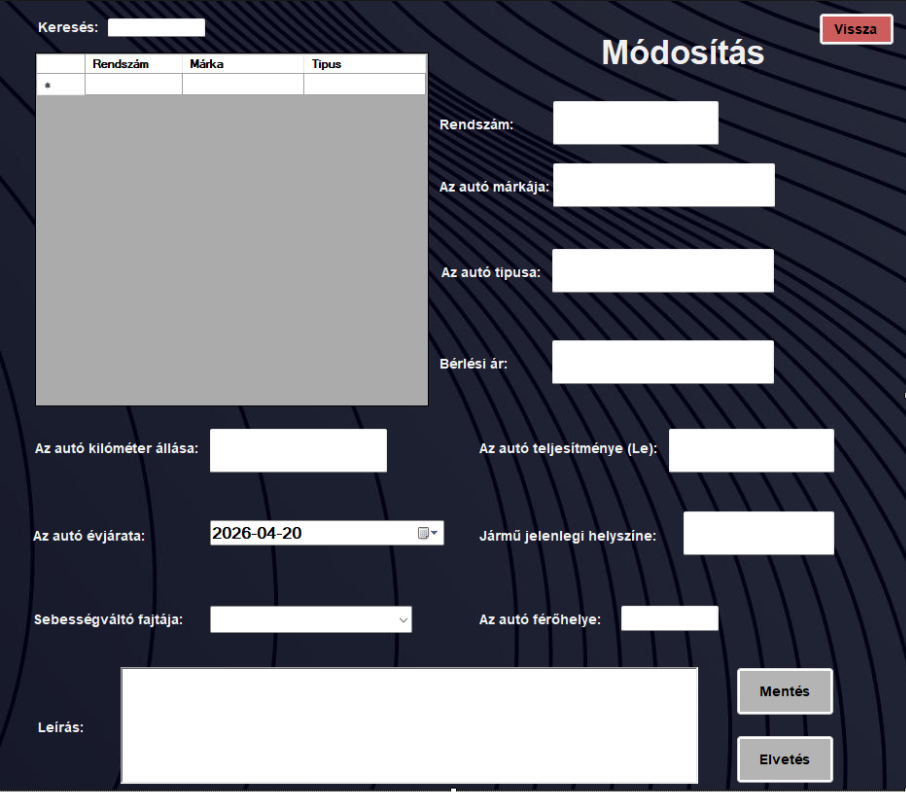 Keresés:
Vissza
Módosítás
Rendszám Márka Tipus
Rendszám:
Az autó márkája:
Az autó tipusa:
Bérlési ár:
Az autó kilóméter állása:
Az autó teljesítménye (Le):
Az autó évjárata:
2026-04-20
Jármű jelenlegi helyszíne:
Sebességváltó fajtája:
Az autó férőhelye:
Leírás:
Mentés
Elvetés